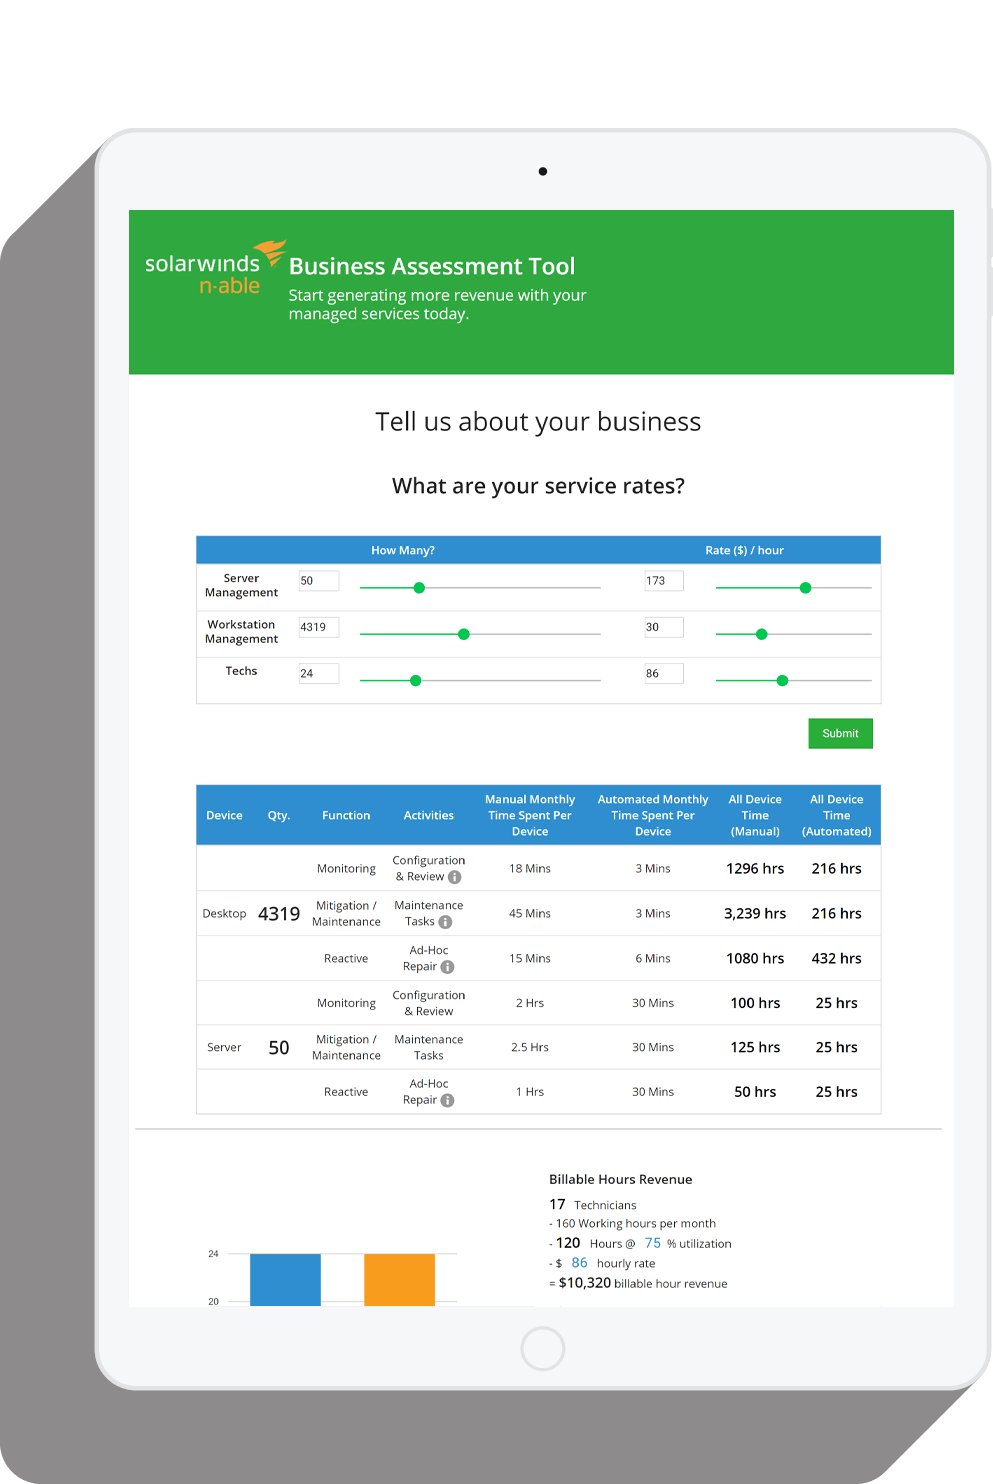 solarwinds
n-able
Business Assessment Tool
Start generating more revenue with your
managed services today.
Tell us about your business
What are your service rates?
How Many? Rate ($) / hour
Server
Management 50 173
Workstation
Management 4319 30
Techs 24 86
Submit
Device Qty. Function Activities Manual Monthly Time Spent Per Device Automated Monthly Time Spent Per Device All Device Time (Manual) All Device Time (Automated)
Monitoring Configuration & Review i 18 Mins 3 Mins 1296 hrs 216 hrs
Desktop 4319 Mitigation / Maintenance Maintenance Tasks i 45 Mins 3 Mins 3,239 hrs 216 hrs
Reactive Ad-Hoc Repair i 15 Mins 6 Mins 1080 hrs 432 hrs
Monitoring Configuration & Review 2 Hrs 30 Mins 100 hrs 25 hrs
Server 50 Mitigation / Maintenance Maintenance Tasks 2.5 Hrs 30 Mins 125 hrs 25 hrs
Reactive Ad-Hoc Repair i 1 Hrs 30 Mins 50 hrs 25 hrs
Billable Hours Revenue
17 Technicians
- 160 Working hours per month
- 120 Hours @ 75 % utilization
- $ 86 hourly rate
= $10,320 billable hour revenue
24
20